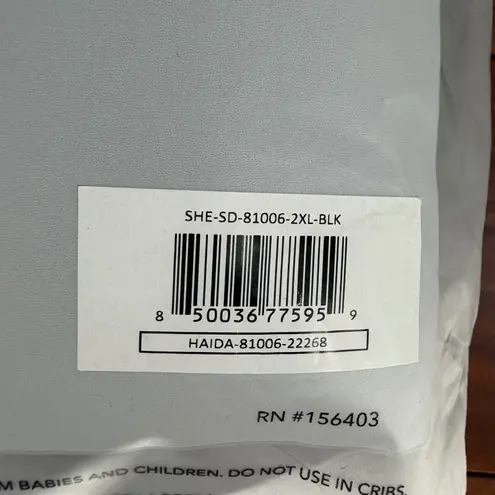 SHE-SD-81006-2XL-BLK
8 50036 77595 9
HAIDA-81006-22268
RN #156403
M BABIES AND CHILDREN. DO NOT USE IN CRIBS,